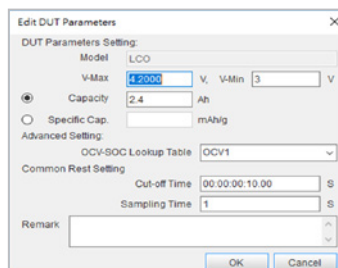 Edit DUT Parameters
DUT Parameters Setting:
Model LCO
V-Max 4.2000 V, V-Min 3 V
Capacity 2.4 Ah
Specific Cap. mAh/g
Advanced Setting:
OCV-SOC Lookup Table OCV1
Common Rest Setting
Cut-off Time 00:00:00:10.00 S
Sampling Time 1 S
Remark
OK Cancel